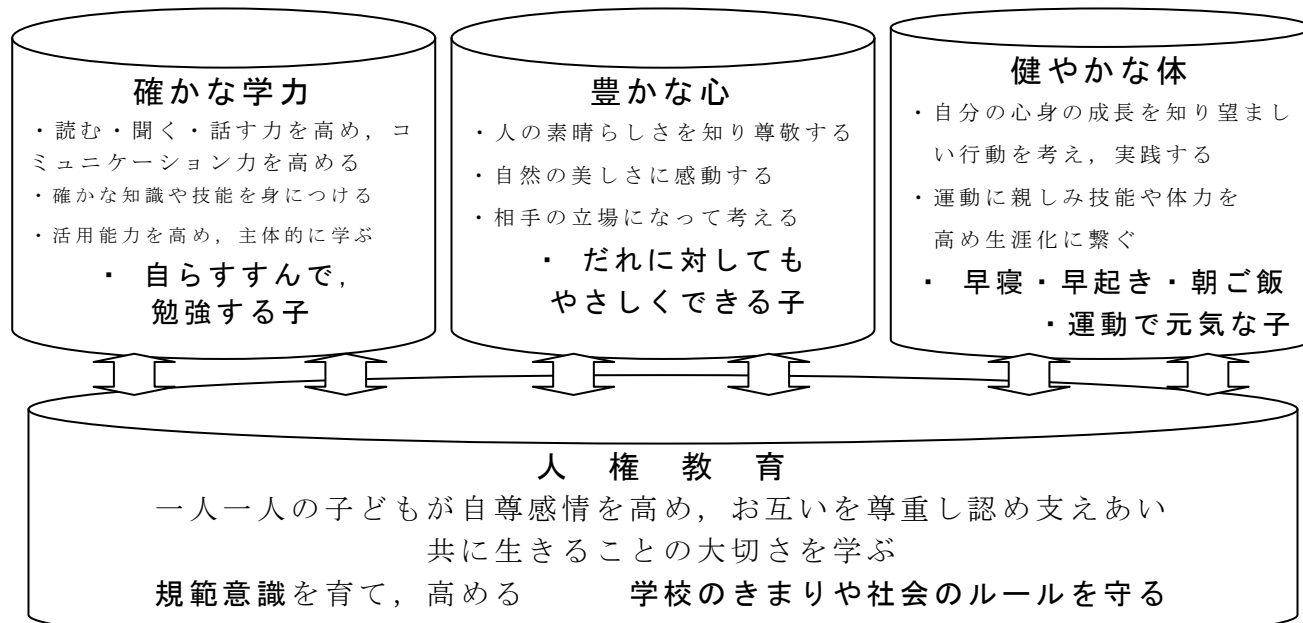 確かな学力
・読む・聞く・話す力を高め，コ
ミュニケーション力を高める
・確かな知識や技能を身につける
・活用能力を高め，主体的に学ぶ
・ 自らすすんで，
勉強する子
豊かな心
・人の素晴らしさを知り尊敬する
・自然の美しさに感動する
・相手の立場になって考える
・ だれに対しても
やさしくできる子
健やかな体
・自分の心身の成長を知り望まし
い行動を考え，実践する
・運動に親しみ技能や体力を
高め生涯化に繋ぐ
・ 早寝・早起き・朝ご飯
・運動で元気な子
人 権 教 育
一人一人の子どもが自尊感情を高め，お互いを尊重し認め支えあい
共に生きることの大切さを学ぶ
規範意識を育て，高める 学校のきまりや社会のルールを守る